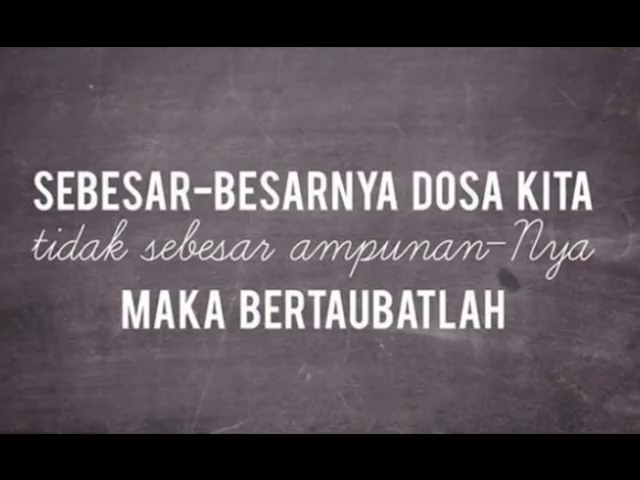 SEBESAR-BESARNYA DOSA KITA
tidak sebesar ampunan-Nya
MAKA BERTAUBATLAH